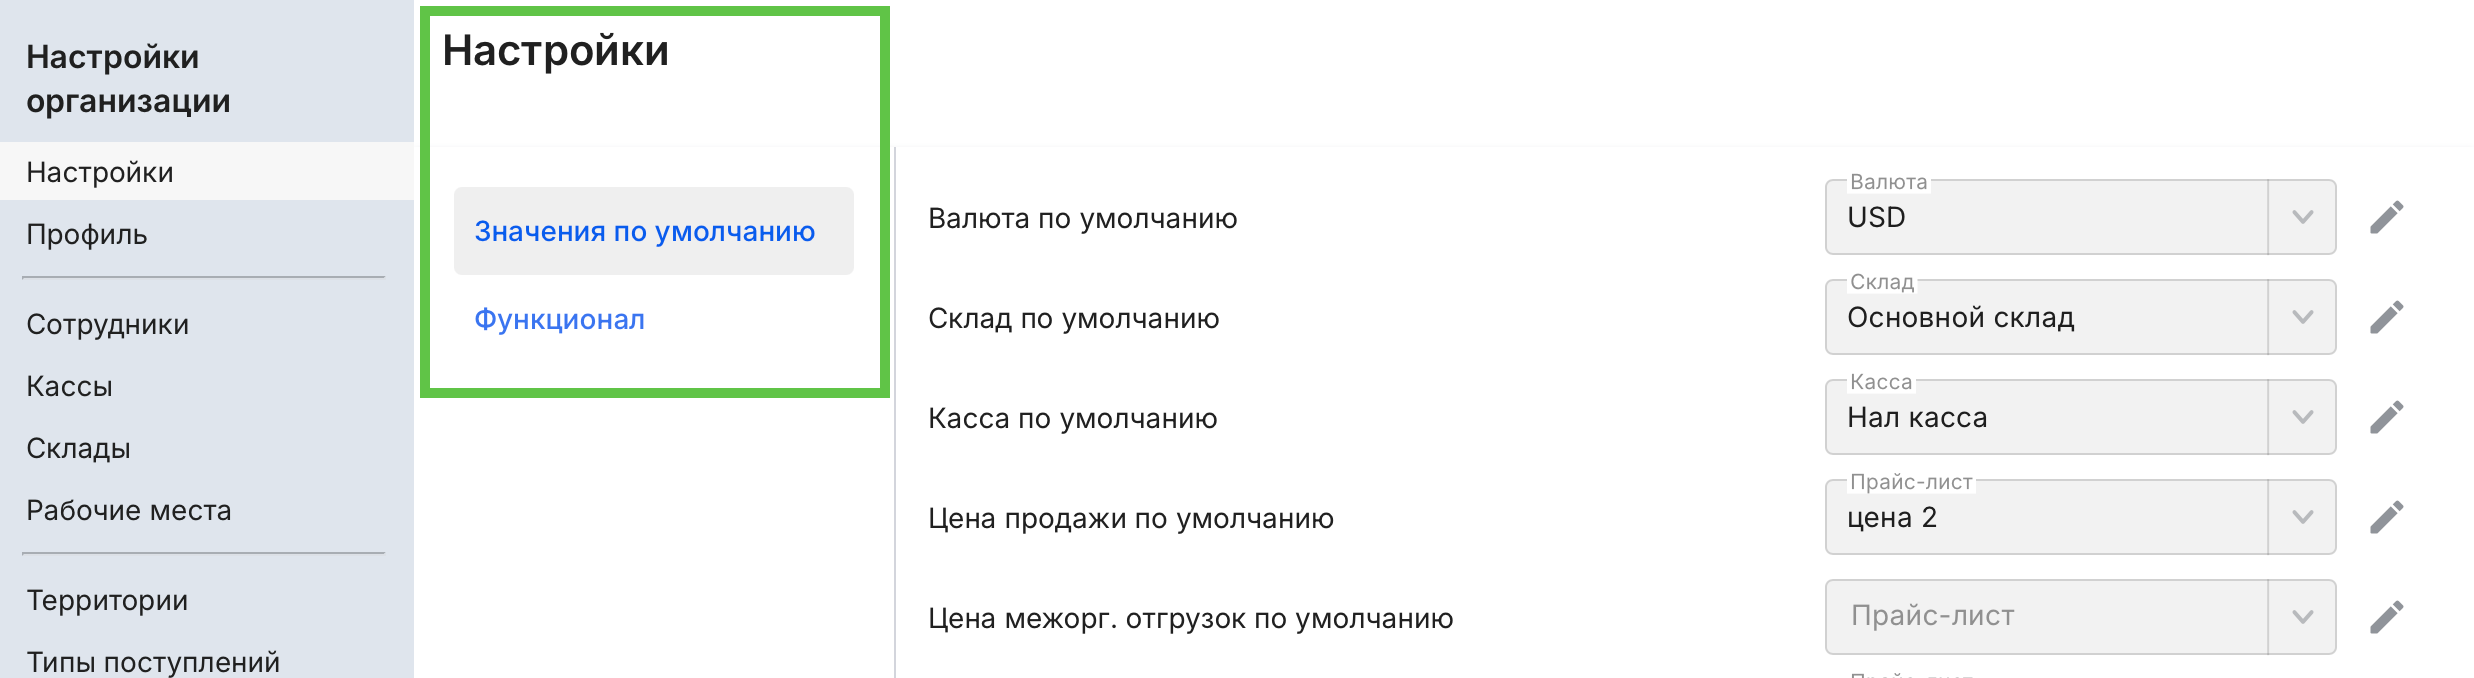 Настройки
организации
Настройки
Профиль
Сотрудники
Кассы
Склады
Рабочие места
Территории
Типы поступлений
Настройки
Значения по умолчанию
Функционал
Валюта по умолчанию
Валюта
USD
Склад по умолчанию
Склад
Основной склад
Касса по умолчанию
Касса
Нал касса
Цена продажи по умолчанию
Прайс-лист
цена 2
Цена межорг. отгрузок по умолчанию
Прайс-лист